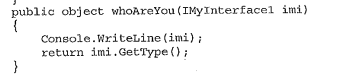 public object whoAreYou(IMyInterface1 imi)
{
    Console.WriteLine(imi);
    return imi.GetType();
}